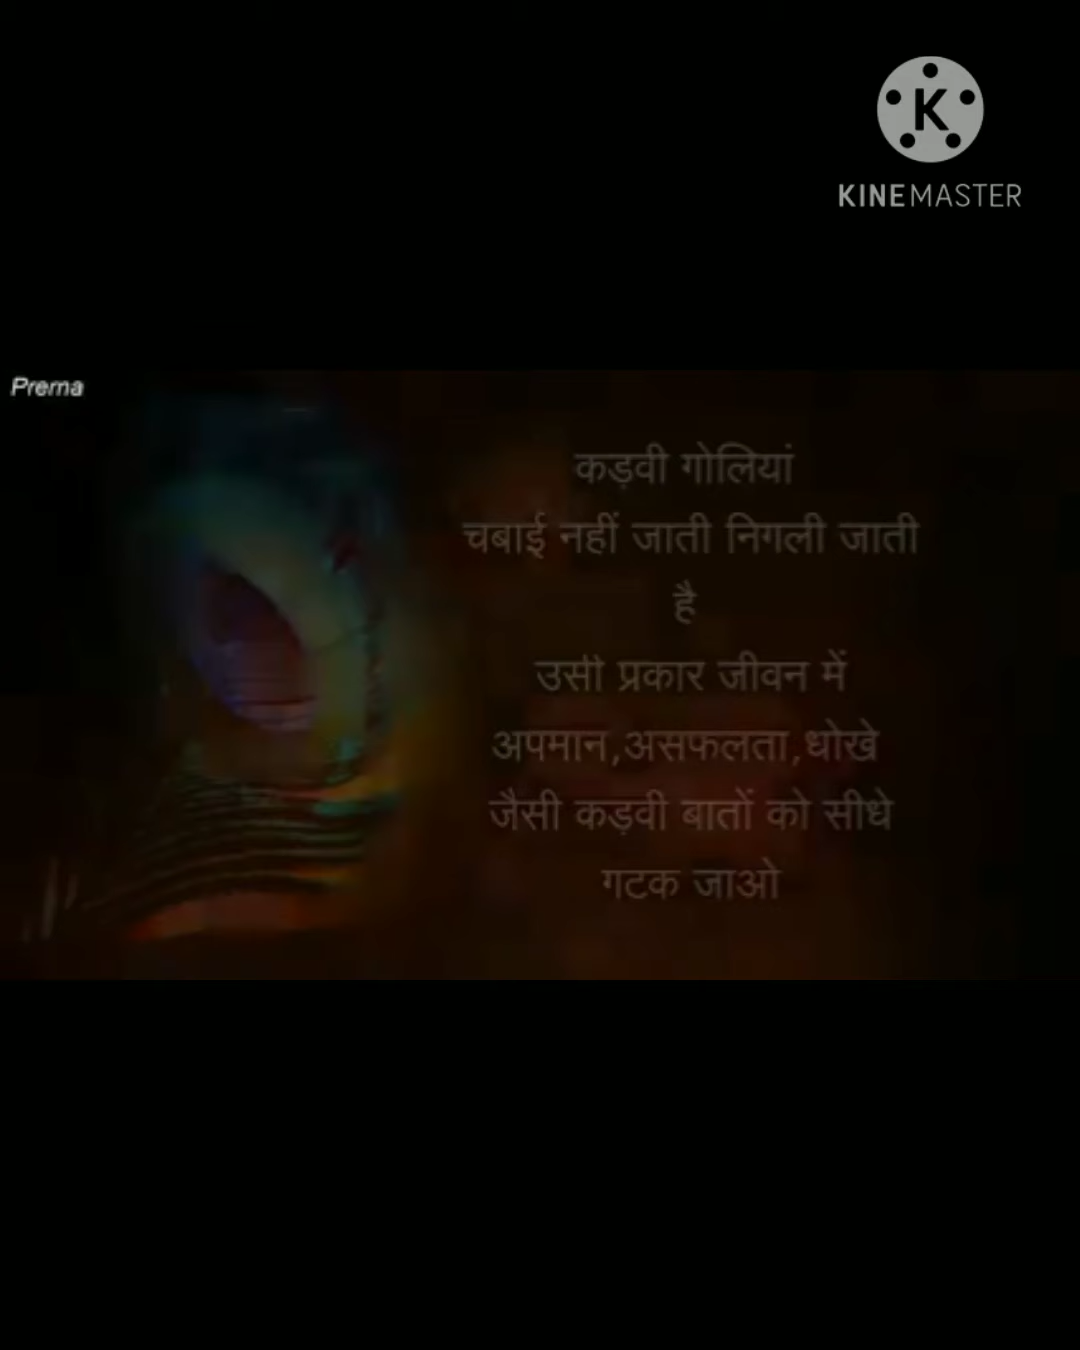 KINEMASTER
Prerna
कड़वी गोलियां
चबाई नहीं जाती निगली जाती
है
उसी प्रकार जीवन में
अपमान,असफलता,धोखे
जैसी कड़वी बातों को सीधे
गटक जाओ